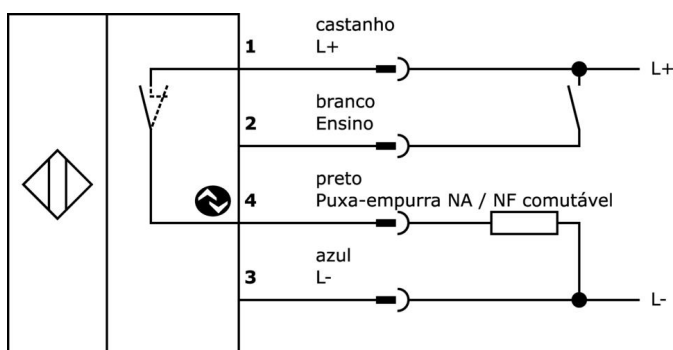 castanho
1 L+
L+
branco
2 Ensino
preto
4 Puxa-empurra NA / NF comutável
azul
3 L-
L-